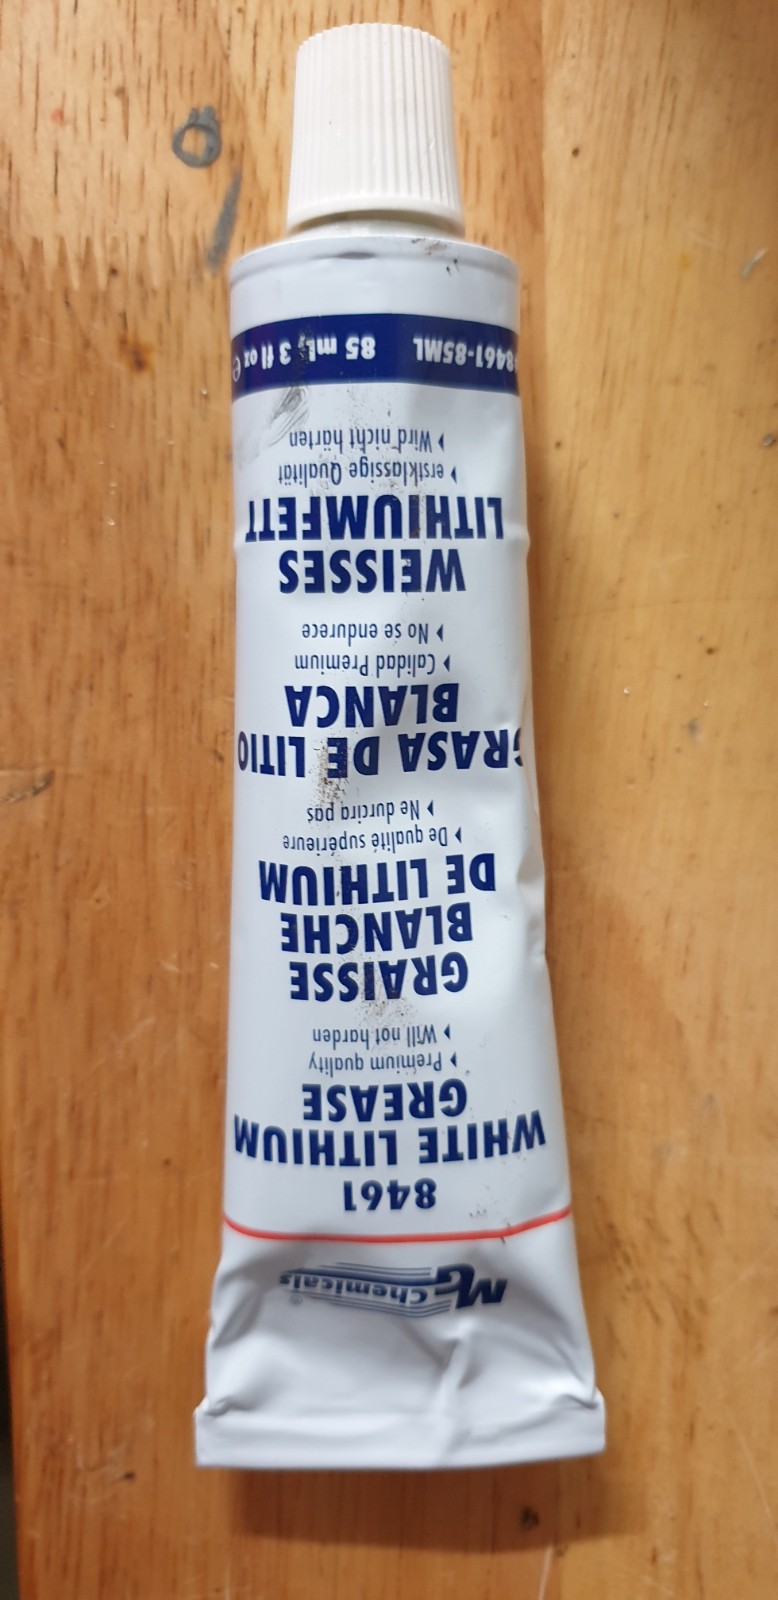 MG Chemicals®
8461
WHITE LITHIUM
GREASE
Premium quality
Will not harden
GRAISSE
BLANCHE
DE LITHIUM
De qualité supérieure
Ne durcira pas
GRASA DE LITIO
BLANCA
Calidad Premium
No se endurece
WEISSES
LITHIUMFETT
erstklassige Qualität
Wird nicht härten
8461-85ML 85 mL, 3 fl oz e